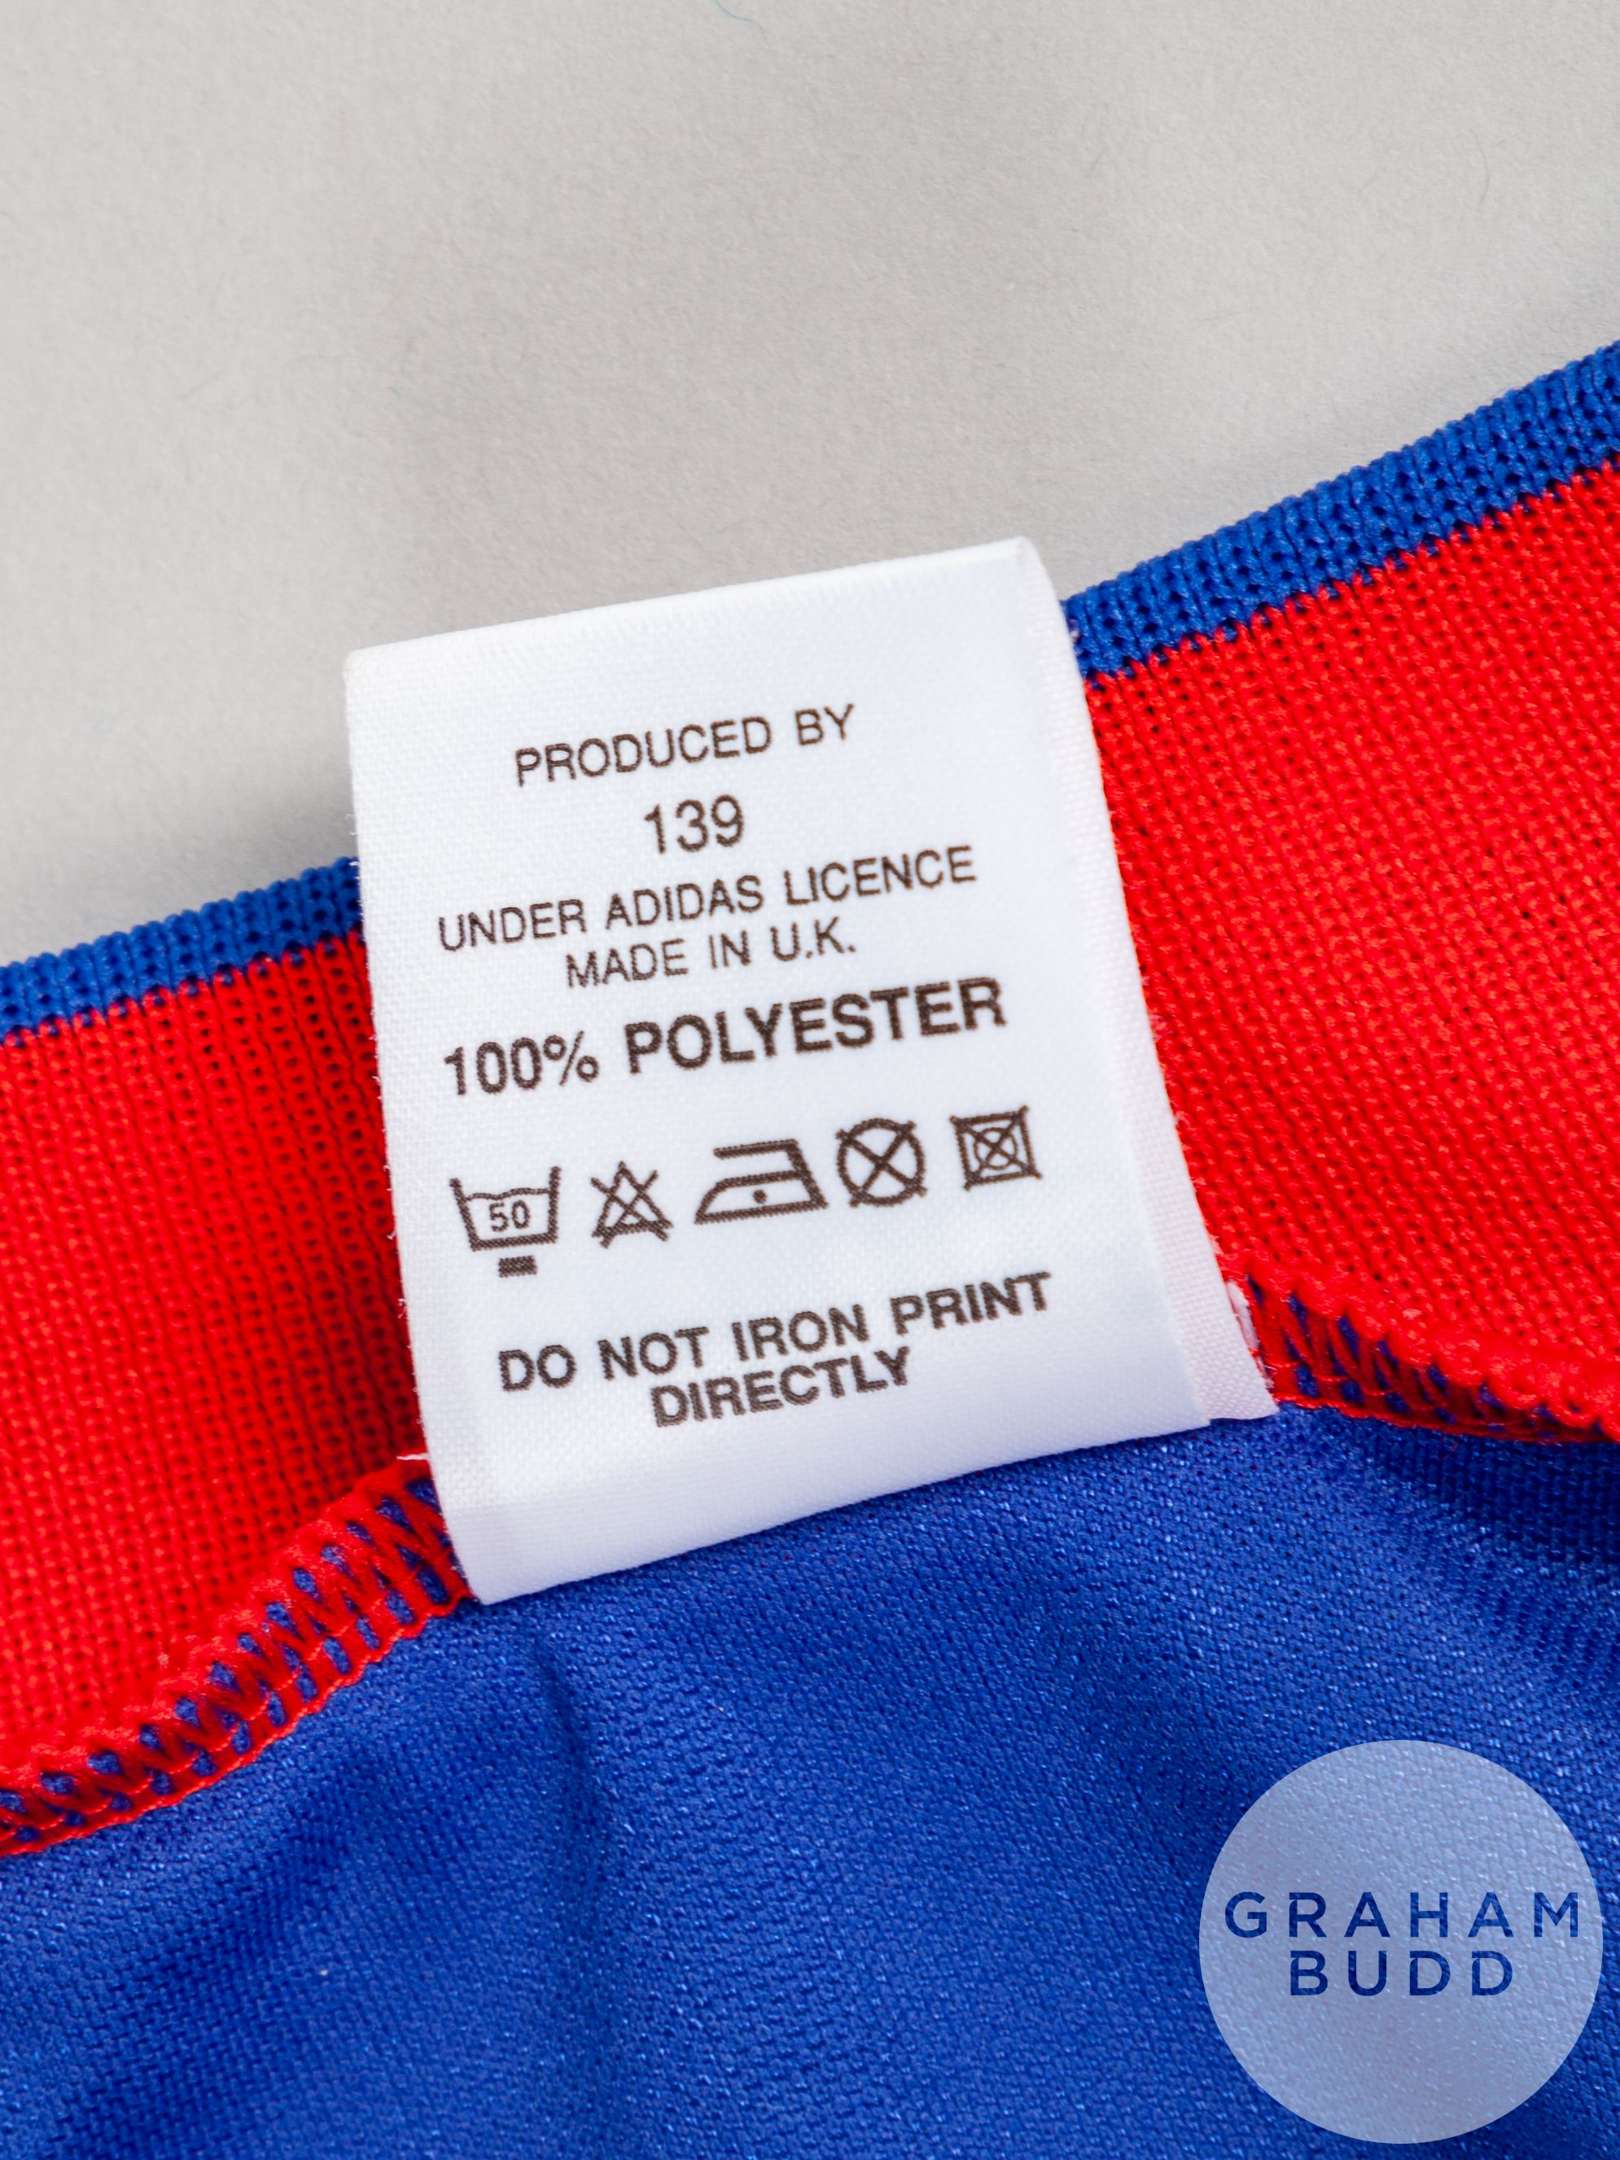 PRODUCED BY
139
UNDER ADIDAS LICENCE
MADE IN U.K.
100% POLYESTER
50
DO NOT IRON PRINT
DIRECTLY
GRAHAM
BUDD